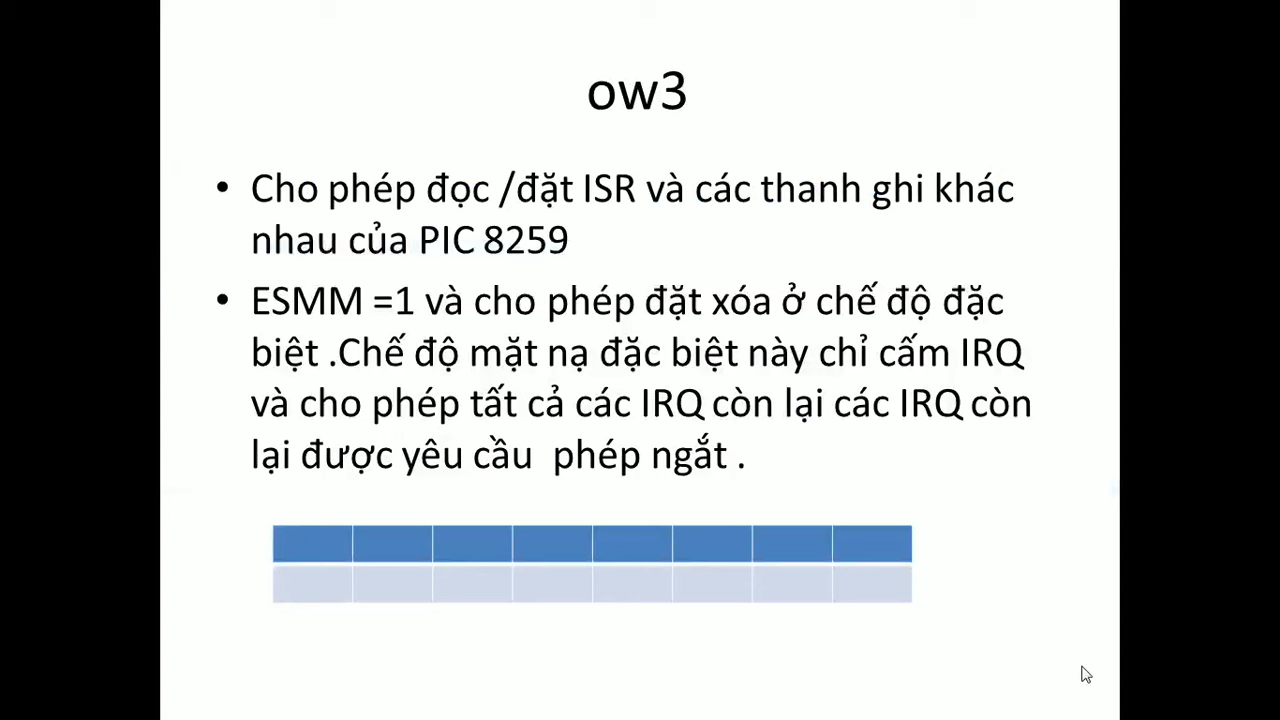 ow3
• Cho phép đọc /đặt ISR và các thanh ghi khác
nhau của PIC 8259
• ESMM =1 và cho phép đặt xóa ở chế độ đặc
biệt .Chế độ mặt nạ đặc biệt này chỉ cấm IRQ
và cho phép tất cả các IRQ còn lại các IRQ còn
lại được yêu cầu  phép ngắt .